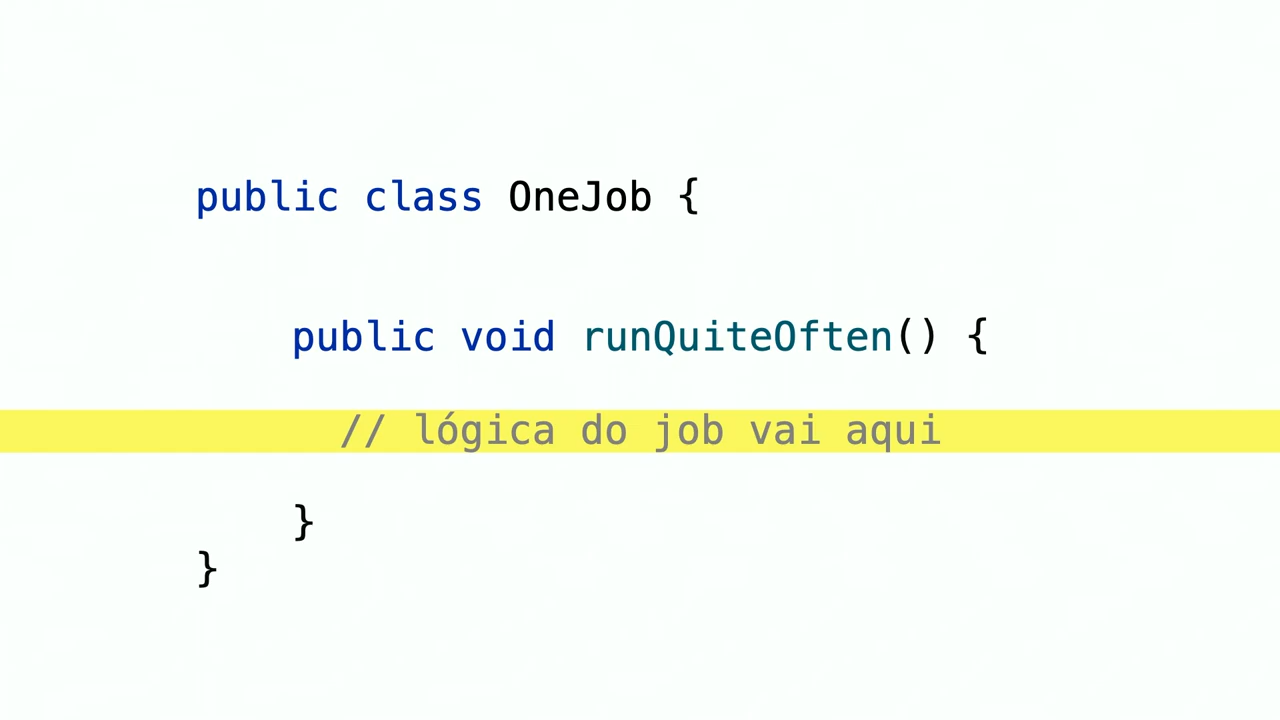 public class OneJob {
public void runQuiteOften() {
// lógica do job vai aqui
}
}